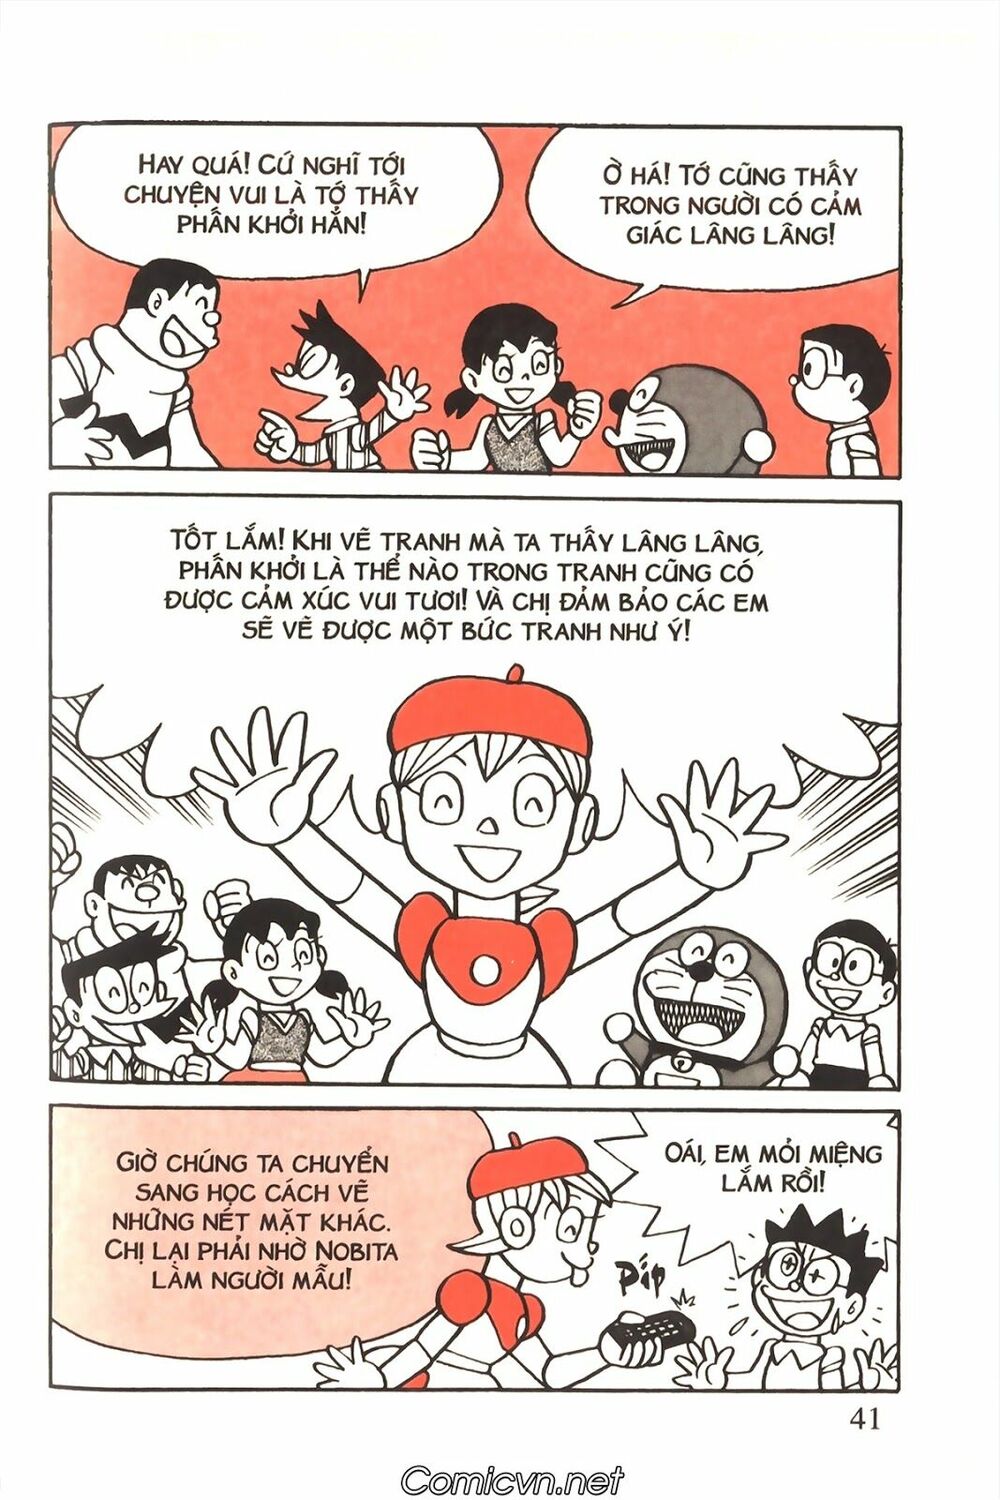 HAY QUÁ! CỨ NGHĨ TỚI
CHUYỆN VUI LÀ TỚ THẤY
PHẤN KHỞI HẲN!
Ờ HÁ! TỚ CŨNG THẤY
TRONG NGƯỜI CÓ CẢM
GIÁC LÂNG LÂNG!
TỐT LẮM! KHI VẼ TRANH MÀ TA THẤY LÂNG LÂNG,
PHẤN KHỞI LÀ THỂ NÀO TRONG TRANH CŨNG CÓ
ĐƯỢC CẢM XÚC VUI TƯƠI! VÀ CHỊ ĐẢM BẢO CÁC EM
SẼ VẼ ĐƯỢC MỘT BỨC TRANH NHƯ Ý!
GIỜ CHÚNG TA CHUYỂN
SANG HỌC CÁCH VẼ
NHỮNG NÉT MẶT KHÁC.
CHỊ LẠI PHẢI NHỜ NOBITA
LÀM NGƯỜI MẪU!
OÁI, EM MỎI MIỆNG
LẮM RỒI!
Píp
41
Comicvn.net